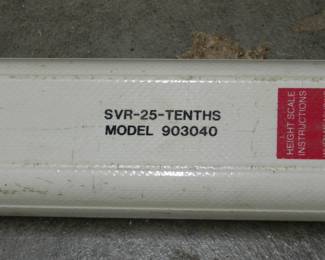 SVR-25-TENTHS
MODEL 903040
HEIGHT SCALE
INSTRUCTIONS